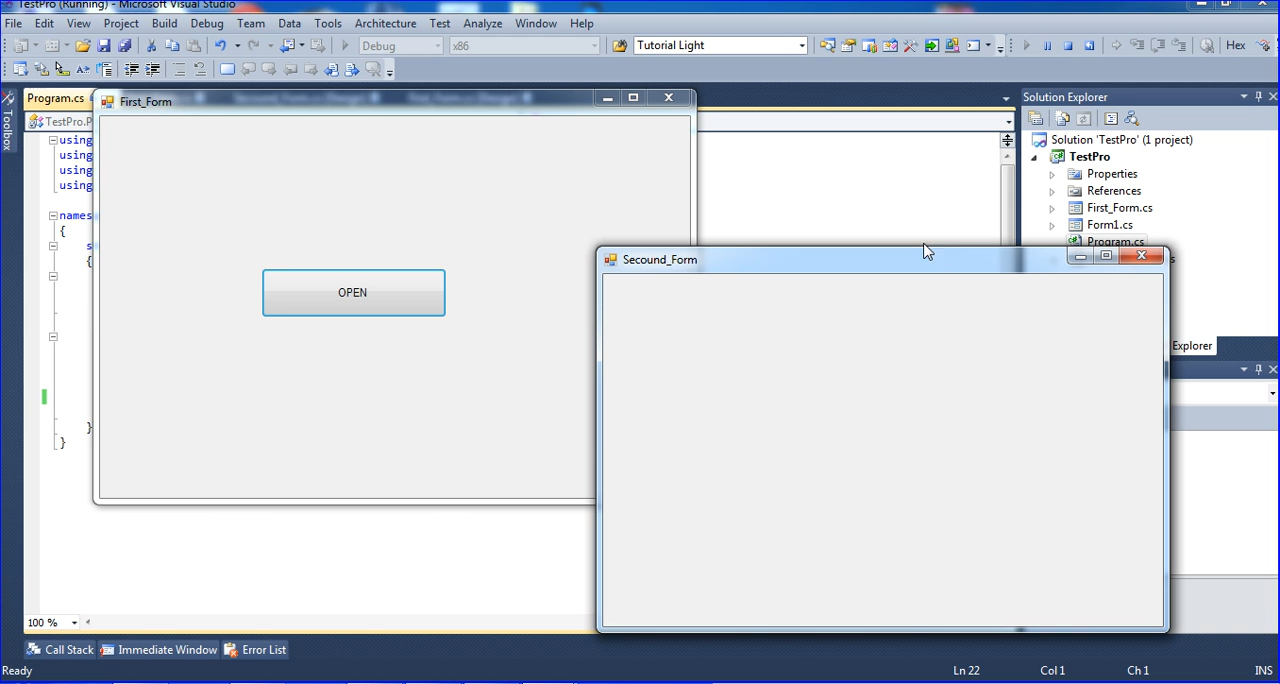 TestPro (Running) - Microsoft Visual Studio
File Edit View Project Build Debug Team Data Tools Architecture Test Analyze Window Help
Debug x86 Tutorial Light Hex
Program.cs
First_Form
Solution Explorer
Toolbox
TestPro.P
using
using
using
using
names
{
s
{
}
}
OPEN
Solution 'TestPro' (1 project)
TestPro
Properties
References
First_Form.cs
Form1.cs
Program.cs
Secound_Form
Explorer
100 %
Call Stack Immediate Window Error List
Ready Ln 22 Col 1 Ch 1 INS